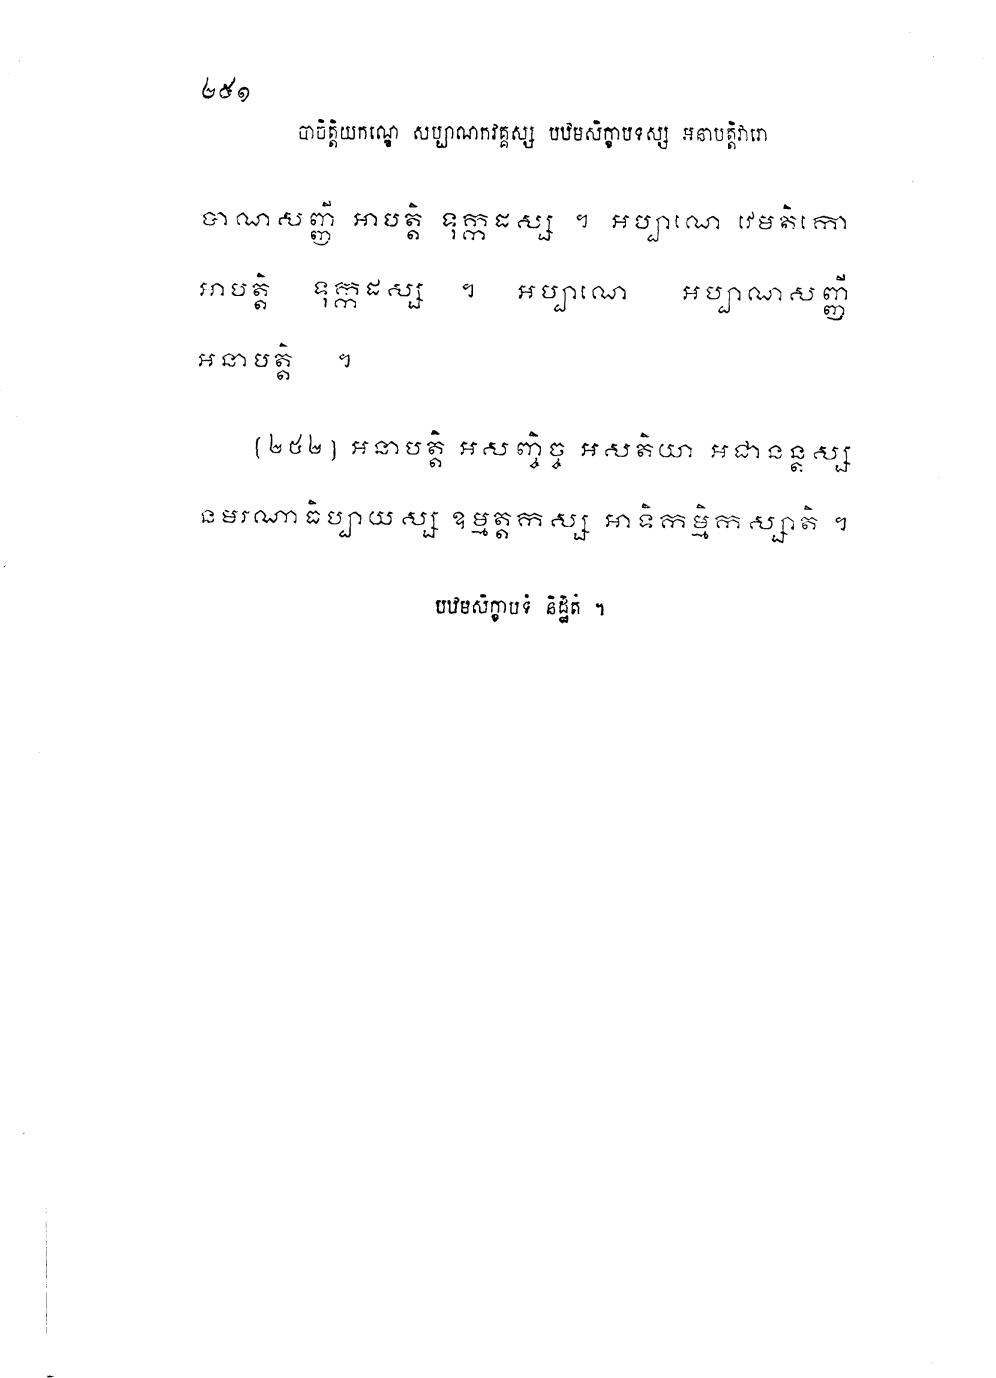 ២៥១
បាចិត្តិយកណ្ឌេ សប្បាណកវគ្គស្ស បឋមសិក្ខាបទស្ស អនាបត្តិវារោ
បាណសញ្ញី អាបត្តិ ទុក្កដស្ស ។ អប្បាណេ វេមតិកោ
អាបត្តិ ទុក្កដស្ស ។ អប្បាណេ អប្បាណសញ្ញី
អនាបត្តិ ។
(២៥២) អនាបត្តិ អសញ្ចិច្ច អសតិយា អជានន្តស្ស
នមរណាធិប្បាយស្ស ឧម្មត្តកស្ស អាទិកម្មិកស្សាតិ ។
បឋមសិក្ខាបទំ និដ្ឋិតំ ។